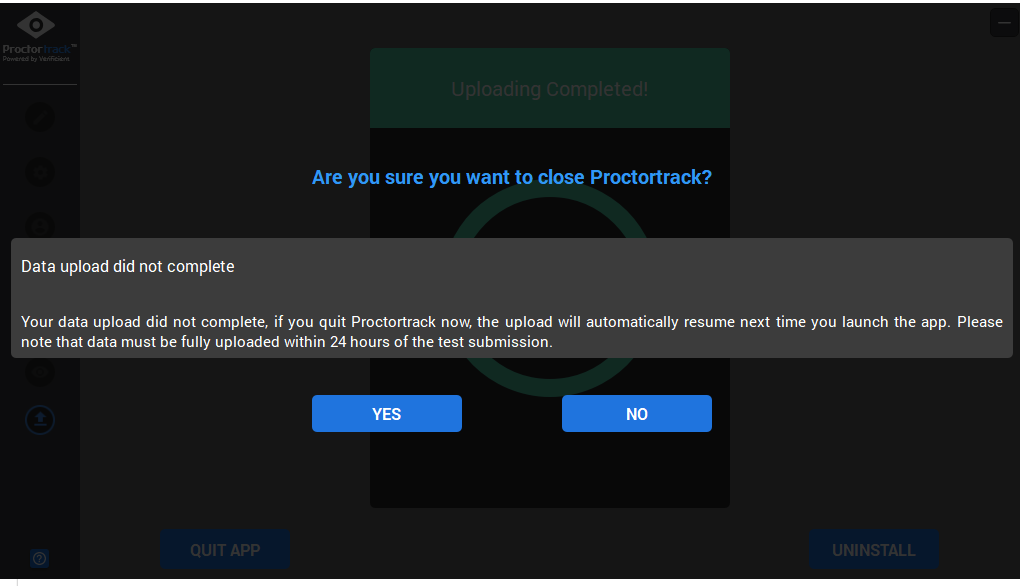 Proctortrack™
Powered by Verificient
Uploading Completed!
Are you sure you want to close Proctortrack?
Data upload did not complete
Your data upload did not complete, if you quit Proctortrack now, the upload will automatically resume next time you launch the app. Please
note that data must be fully uploaded within 24 hours of the test submission.
YES
NO
QUIT APP
UNINSTALL